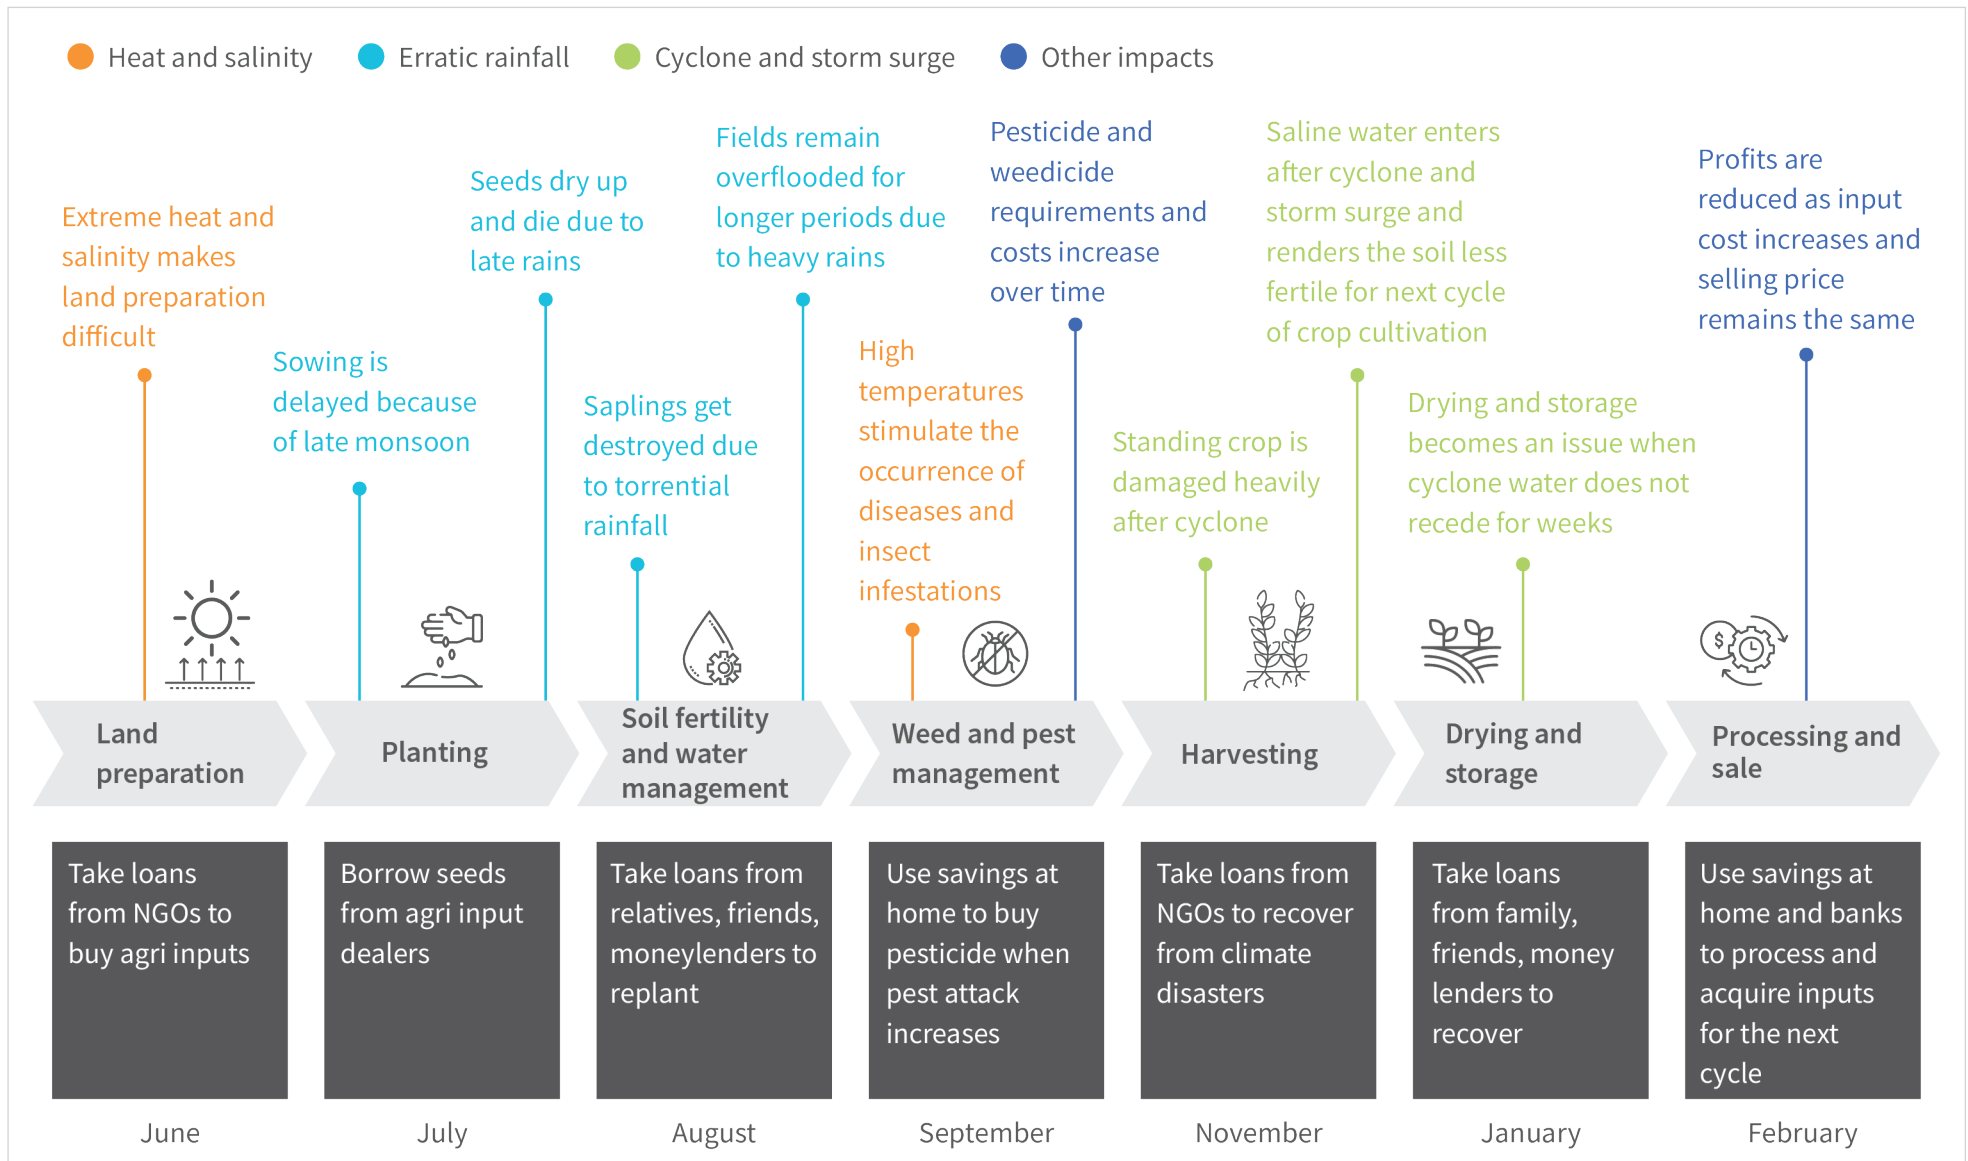 Heat and salinity
Erratic rainfall
Cyclone and storm surge
Other impacts
Extreme heat and
salinity makes
land preparation
difficult
Sowing is
delayed because
of late monsoon
Seeds dry up
and die due to
late rains
Saplings get
destroyed due
to torrential
rainfall
Fields remain
overflooded for
longer periods due
to heavy rains
High
temperatures
stimulate the
occurrence of
diseases and
insect
infestations
Pesticide and
weedicide
requirements and
costs increase
over time
Standing crop is
damaged heavily
after cyclone
Saline water enters
after cyclone and
storm surge and
renders the soil less
fertile for next cycle
of crop cultivation
Drying and storage
becomes an issue when
cyclone water does not
recede for weeks
Profits are
reduced as input
cost increases and
selling price
remains the same
$
Land
preparation
Planting
Soil fertility
and water
management
Weed and pest
management
Harvesting
Drying and
storage
Processing and
sale
Take loans
from NGOs to
buy agri inputs
Borrow seeds
from agri input
dealers
Take loans from
relatives, friends,
moneylenders to
replant
Use savings at
home to buy
pesticide when
pest attack
increases
Take loans from
NGOs to recover
from climate
disasters
Take loans
from family,
friends, money
lenders to
recover
Use savings at
home and banks
to process and
acquire inputs
for the next
cycle
June
July
August
September
November
January
February